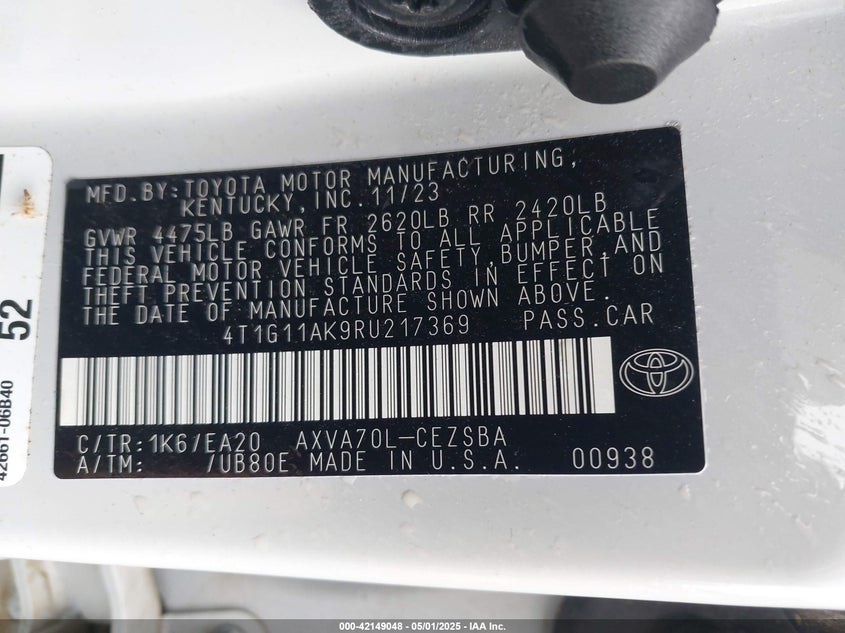 MFD.BY:TOYOTA MOTOR MANUFACTURING,
KENTUCKY,INC.11/23
GVWR 4475LB GAWR FR 2620LB RR 2420LB
THIS VEHICLE CONFORMS TO ALL APPLICABLE
FEDERAL MOTOR VEHICLE SAFETY,BUMPER,AND
THEFT PREVENTION STANDARDS IN EFFECT ON
THE DATE OF MANUFACTURE SHOWN ABOVE.
4T1G11AK9RU217369 PASS.CAR
C/TR:1K6/EA20 AXVA70L-CEZSBA
A/TM: /UB80E MADE IN U.S.A. 00938
52
42661-06B40
000-42149048 - 05/01/2025 - IAA Inc.